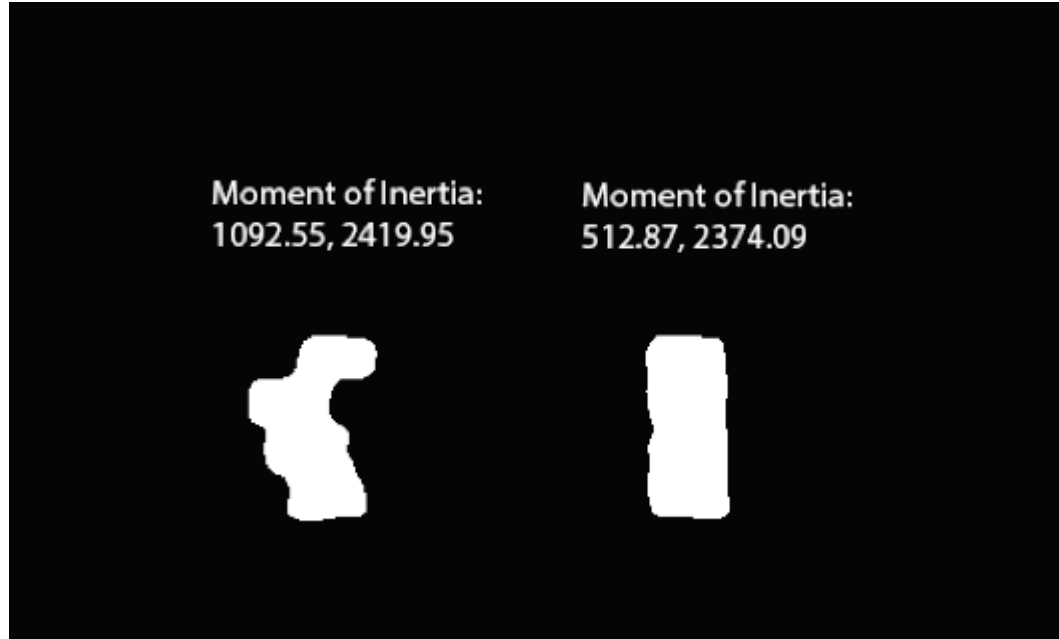 Moment of Inertia:
1092.55, 2419.95
Moment of Inertia:
512.87, 2374.09